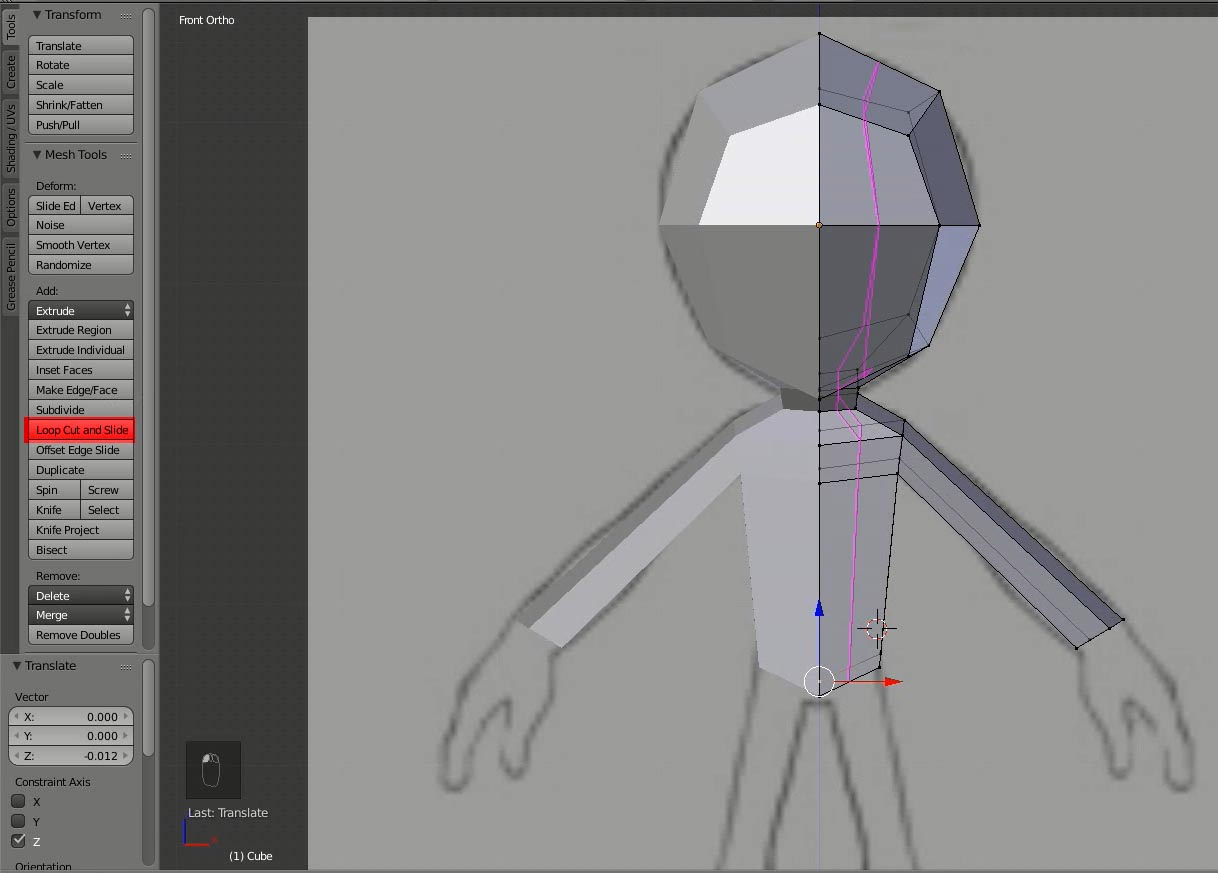 Tools
Create
Shading / UVs
Options
Grease Pencil
Transform
Translate
Rotate
Scale
Shrink/Fatten
Push/Pull
Mesh Tools
Deform:
Slide Ed Vertex
Noise
Smooth Vertex
Randomize
Add:
Extrude
Extrude Region
Extrude Individual
Inset Faces
Make Edge/Face
Subdivide
Loop Cut and Slide
Offset Edge Slide
Duplicate
Spin Screw
Knife Select
Knife Project
Bisect
Remove:
Delete
Merge
Remove Doubles
Translate
Vector
X: 0.000
Y: 0.000
Z: -0.012
Constraint Axis
X
Y
Z
Orientation
Front Ortho
Last: Translate
(1) Cube